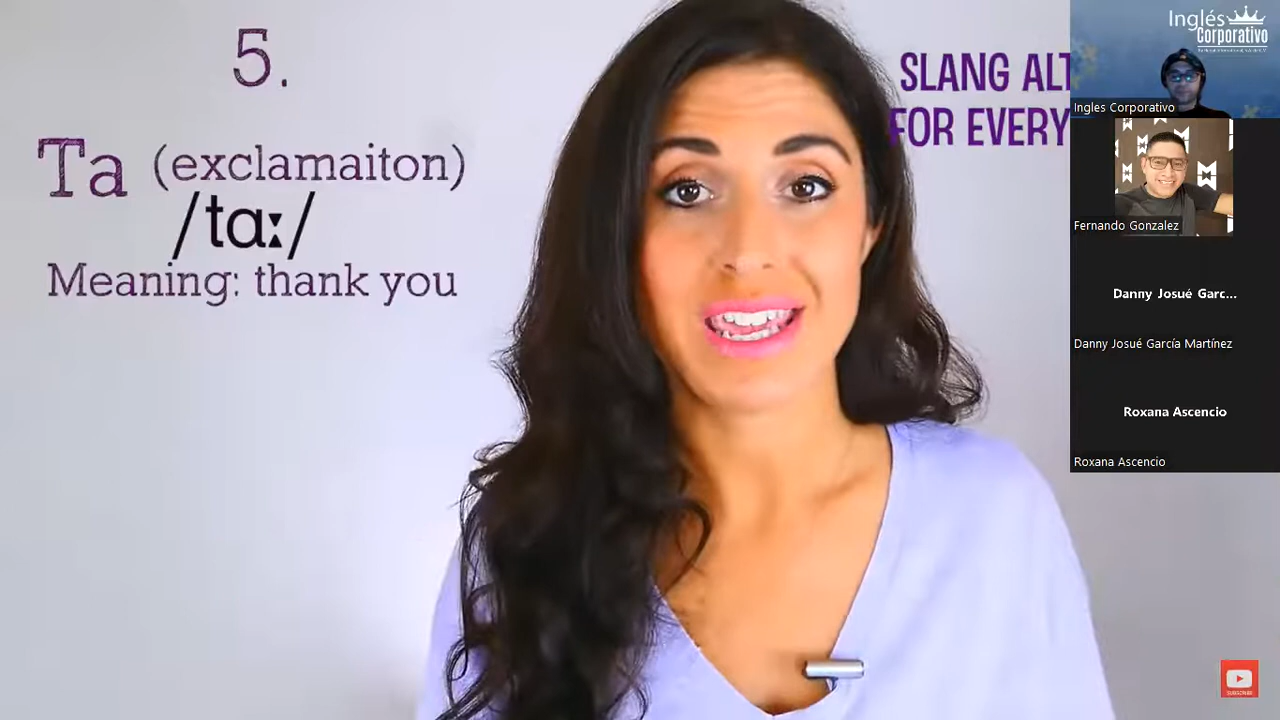 5.
Ta (exclamaiton)
/tɑː/
Meaning: thank you
SLANG ALT
FOR EVERY
Inglés
Corporativo
Ingles Corporativo
Fernando Gonzalez
Danny Josué Garc...
Danny Josué García Martínez
Roxana Ascencio
Roxana Ascencio
SUBSCRIBE